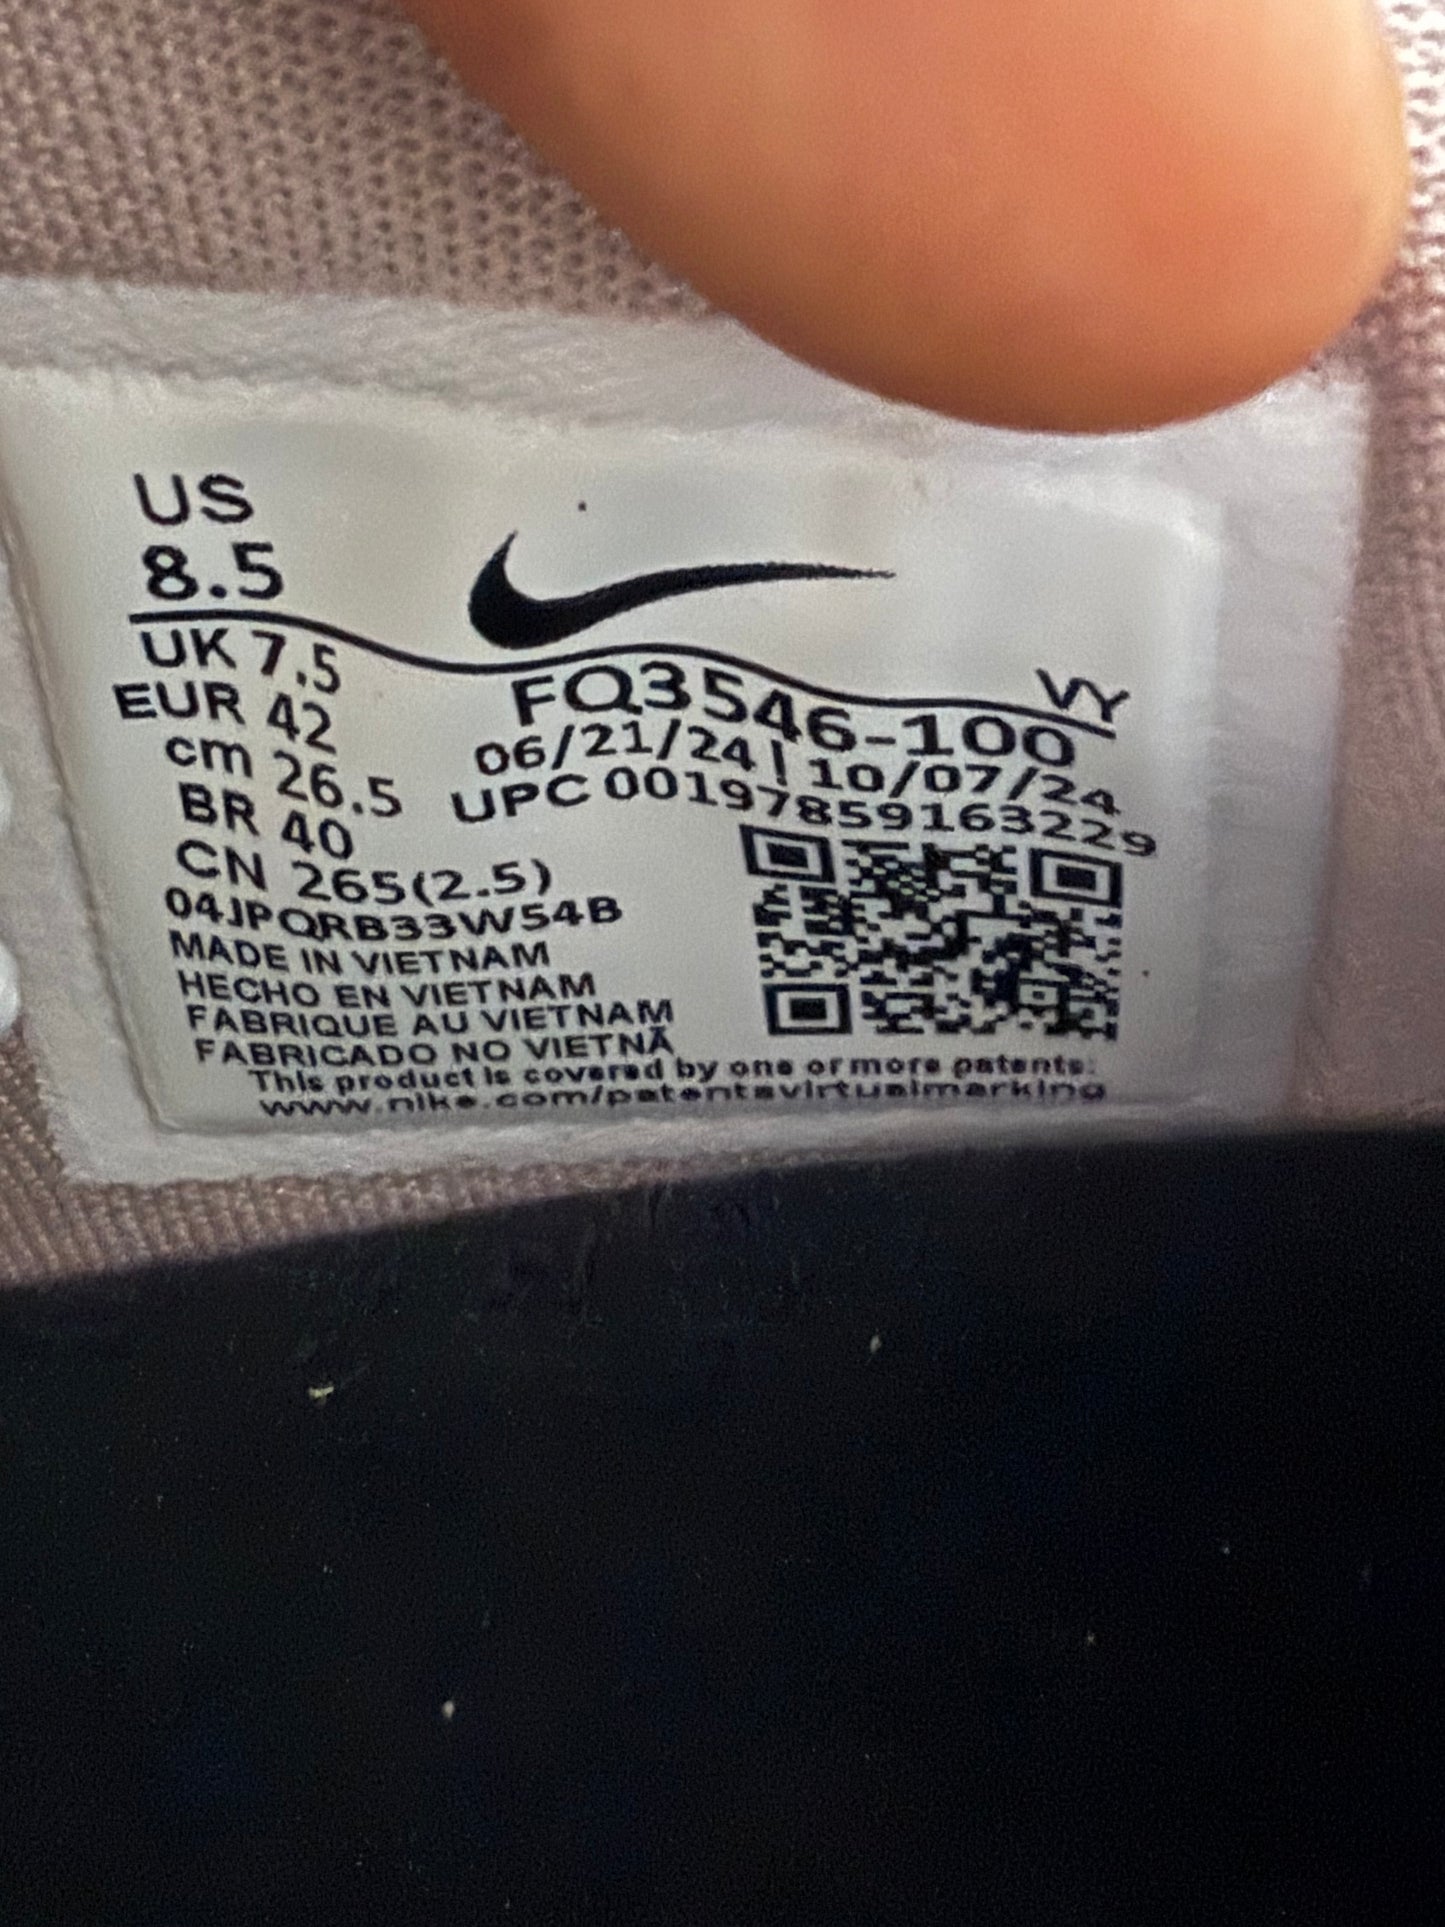 US
8.5
UK 7.5
EUR 42
cm 26.5
BR 40
CN 265(2.5)
VY
FQ3546-100
06/21/24 | 10/07/24
UPC 00197859163229
04JPQRB33W54B
MADE IN VIETNAM
HECHO EN VIETNAM
FABRIQUE AU VIETNAM
FABRICADO NO VIETNÃ
This product is covered by one or more patents:
www.nike.com/patentsvirtualmarking